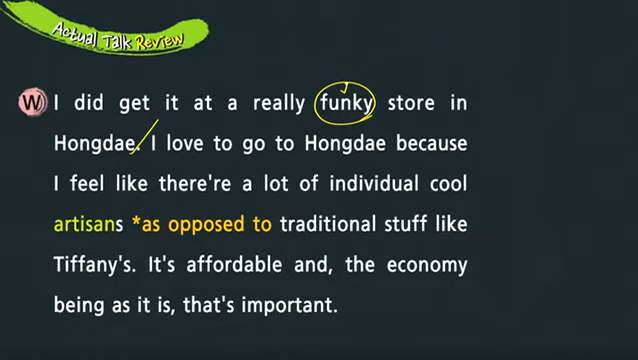 Actual Talk Review
W I did get it at a really funky store in
Hongdae. I love to go to Hongdae because
I feel like there're a lot of individual cool
artisans *as opposed to traditional stuff like
Tiffany's. It's affordable and, the economy
being as it is, that's important.